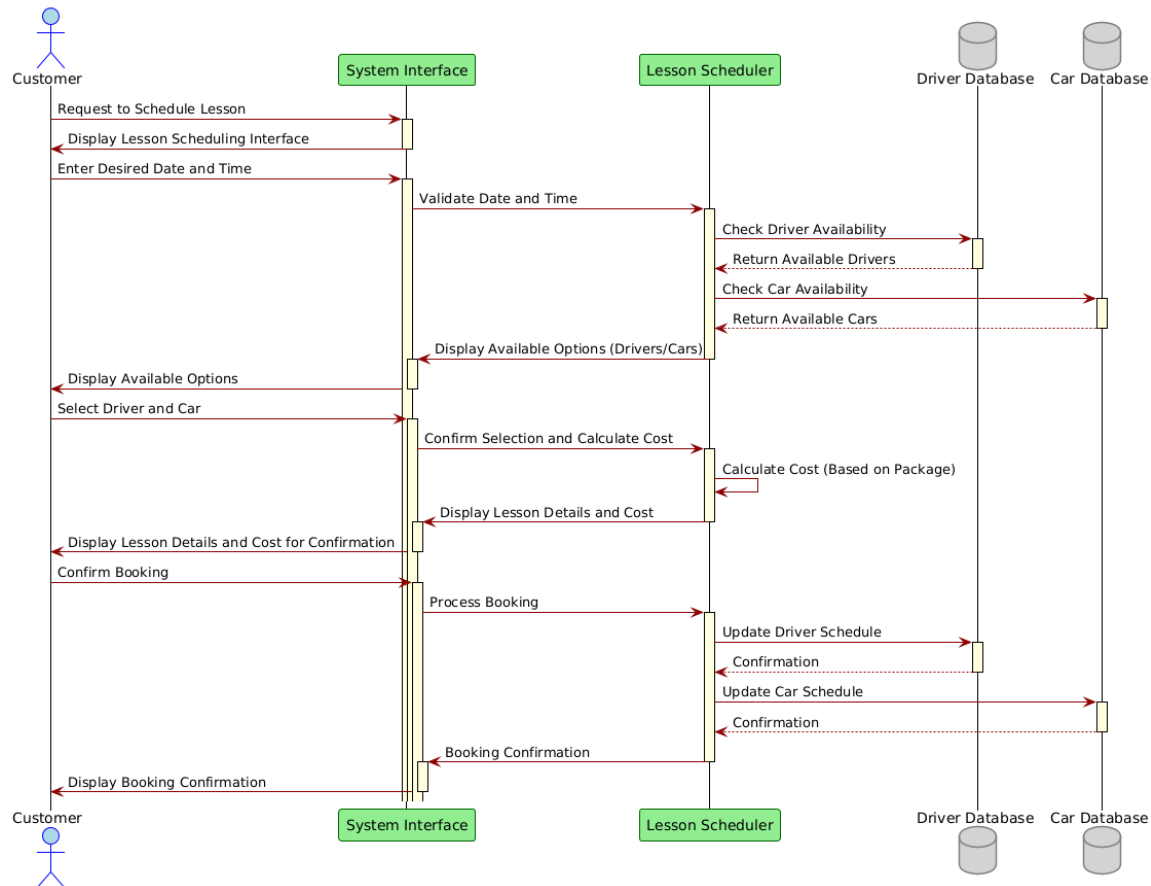 Customer
System Interface
Lesson Scheduler
Driver Database
Car Database
Request to Schedule Lesson
Display Lesson Scheduling Interface
Enter Desired Date and Time
Validate Date and Time
Check Driver Availability
Return Available Drivers
Check Car Availability
Return Available Cars
Display Available Options (Drivers/Cars)
Display Available Options
Select Driver and Car
Confirm Selection and Calculate Cost
Calculate Cost (Based on Package)
Display Lesson Details and Cost
Display Lesson Details and Cost for Confirmation
Confirm Booking
Process Booking
Update Driver Schedule
Confirmation
Update Car Schedule
Confirmation
Booking Confirmation
Display Booking Confirmation
Customer
System Interface
Lesson Scheduler
Driver Database
Car Database